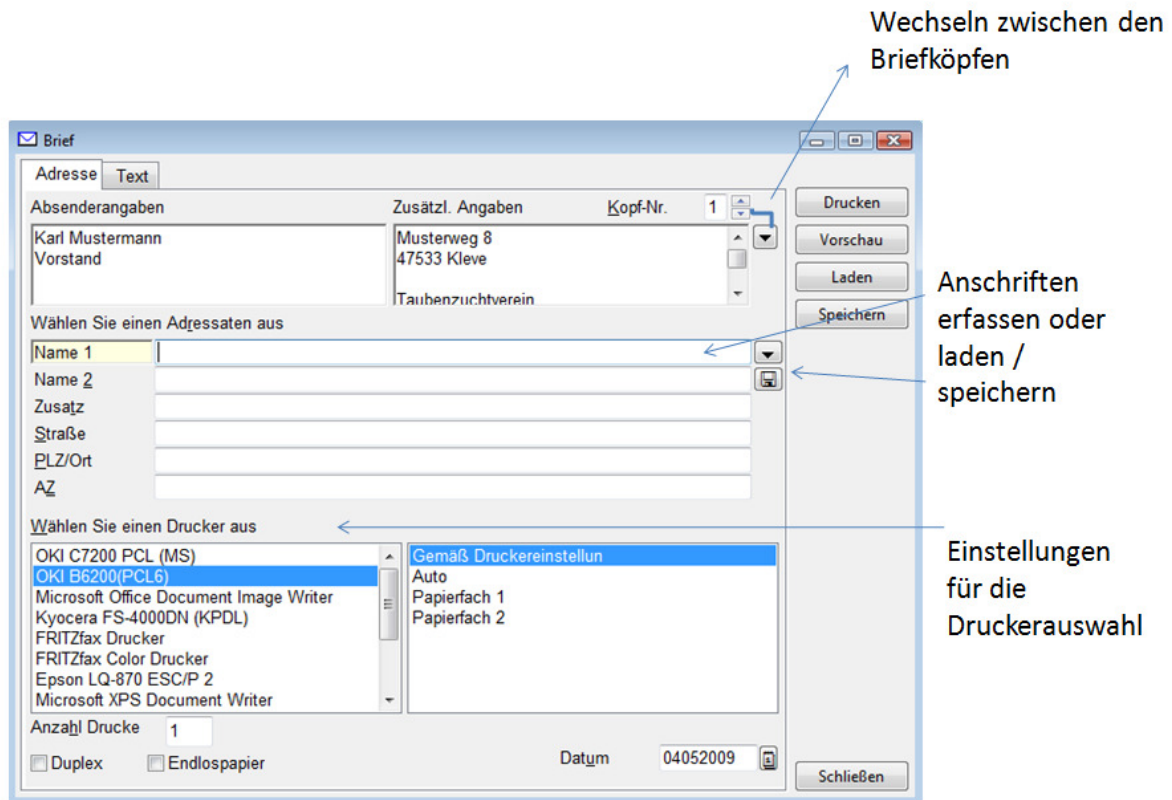 Wechseln zwischen den
Briefköpfen
Brief
Adresse Text
Absenderangaben Zusätzl. Angaben Kopf-Nr. 1
Drucken
Karl Mustermann
Vorstand
Musterweg 8
47533 Kleve
Taubenzuchtverein
Vorschau
Laden
Speichern
Anschriften
erfassen oder
laden /
speichern
Wählen Sie einen Adressaten aus
Name 1
Name 2
Zusatz
Straße
PLZ/Ort
AZ
Wählen Sie einen Drucker aus
OKI C7200 PCL (MS)
OKI B6200(PCL6)
Microsoft Office Document Image Writer
Kyocera FS-4000DN (KPDL)
FRITZfax Drucker
FRITZfax Color Drucker
Epson LQ-870 ESC/P 2
Microsoft XPS Document Writer
Gemäß Druckereinstellun
Auto
Papierfach 1
Papierfach 2
Einstellungen
für die
Druckerauswahl
Anzahl Drucke 1
Duplex Endlospapier Datum 04052009
Schließen